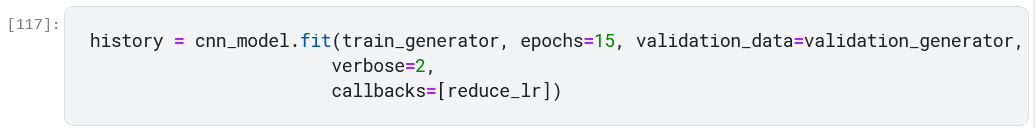 [117]:
history = cnn_model.fit(train_generator, epochs=15, validation_data=validation_generator,
verbose=2,
callbacks=[reduce_lr])